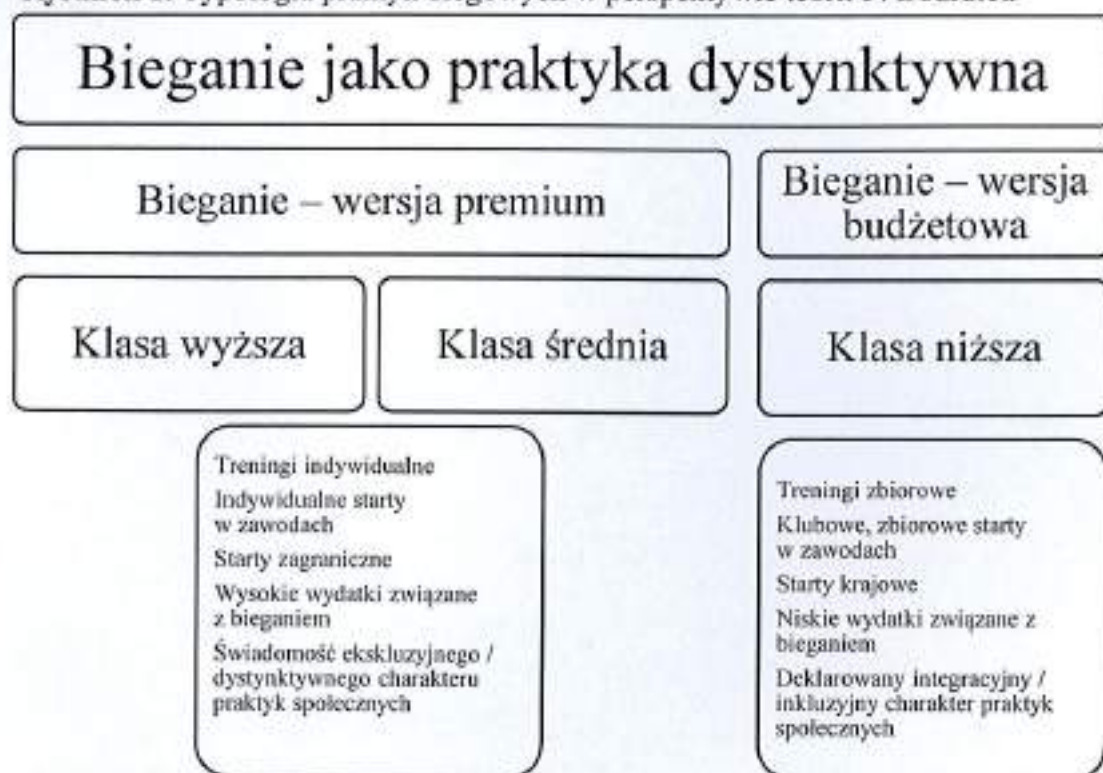 Bieganie jako praktyka dystynktywna
Bieganie – wersja premium
Bieganie – wersja
budżetowa
Klasa wyższa
Klasa średnia
Klasa niższa
Treningi indywidualne
Indywidualne starty
w zawodach
Starty zagraniczne
Wysokie wydatki związane
z bieganiem
Świadomość ekskluzyjnego /
dystynktywnego charakteru
praktyk społecznych
Treningi zbiorowe
Klubowe, zbiorowe starty
w zawodach
Starty krajowe
Niskie wydatki związane z
bieganiem
Deklarowany integracyjny /
inkluzyjny charakter praktyk
społecznych